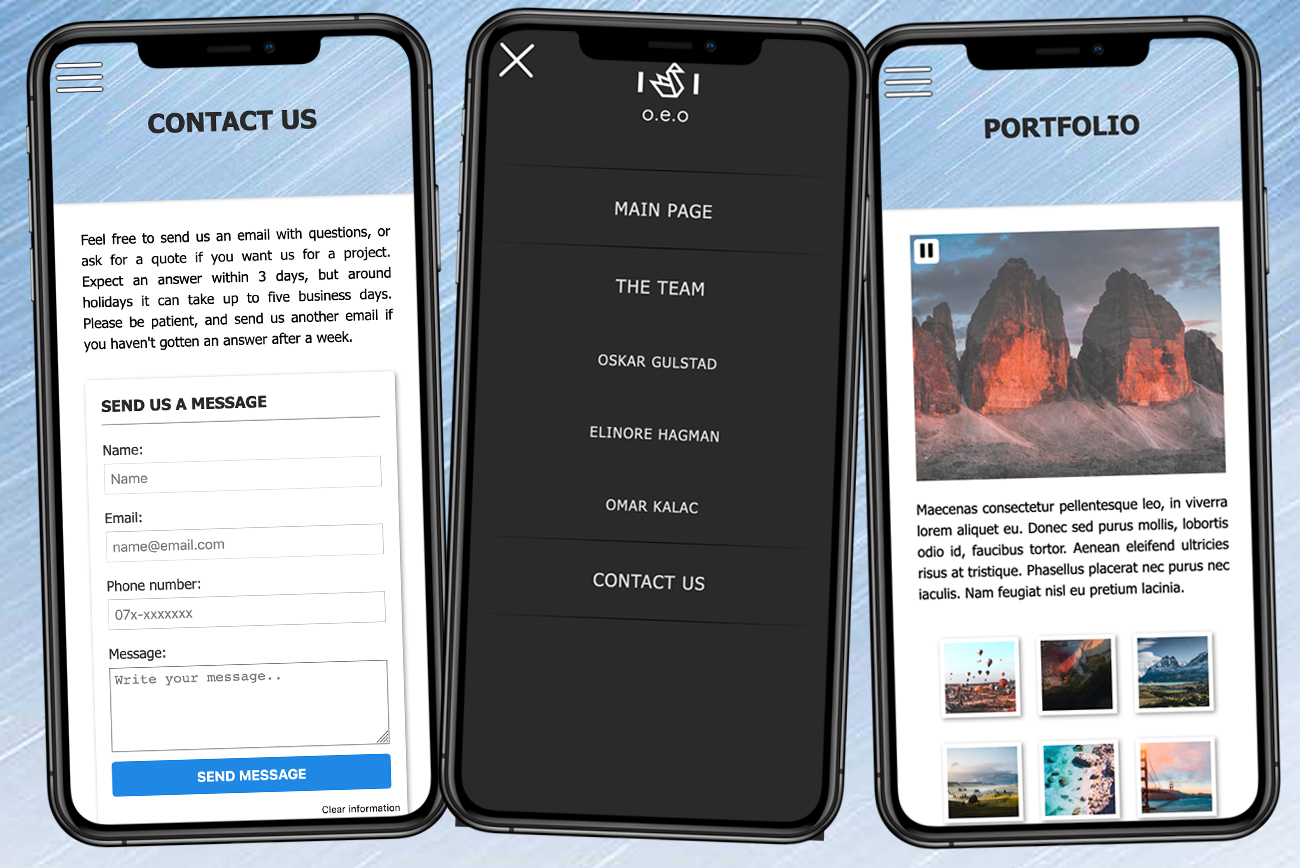 CONTACT US
Feel free to send us an email with questions, or
ask for a quote if you want us for a project.
Expect an answer within 3 days, but around
holidays it can take up to five business days.
Please be patient, and send us another email if
you haven't gotten an answer after a week.
SEND US A MESSAGE
Name:
Name
Email:
name@email.com
Phone number:
07x-xxxxxxx
Message:
Write your message..
SEND MESSAGE
Clear information
o.e.o
MAIN PAGE
THE TEAM
OSKAR GULSTAD
ELINORE HAGMAN
OMAR KALAC
CONTACT US
PORTFOLIO
Maecenas consectetur pellentesque leo, in viverra
lorem aliquet eu. Donec sed purus mollis, lobortis
odio id, faucibus tortor. Aenean eleifend ultricies
risus at tristique. Phasellus placerat nec purus nec
iaculis. Nam feugiat nisl eu pretium lacinia.